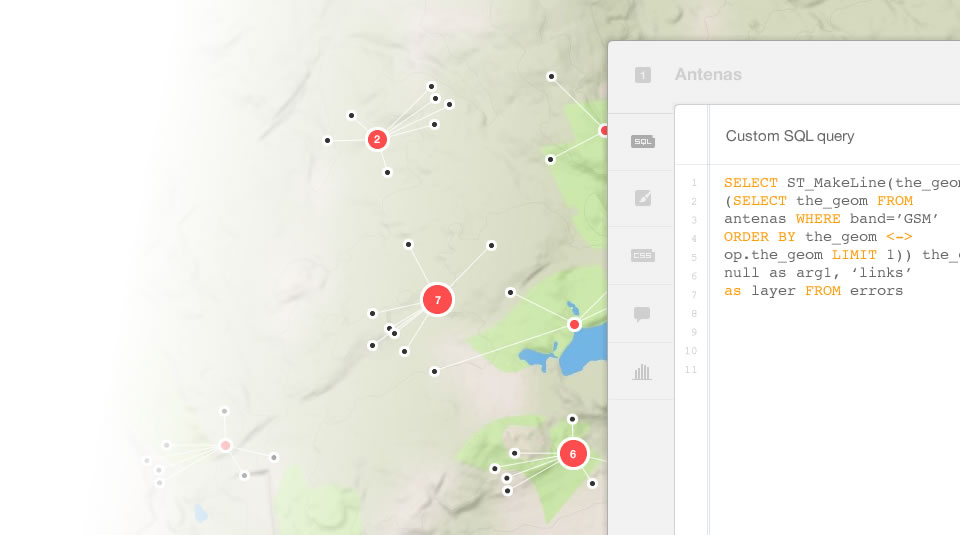 1 Antenas
2
SQL
Custom SQL query
1 SELECT ST_MakeLine(the_geom
2 (SELECT the_geom FROM
3 antenas WHERE band=’GSM’
4 ORDER BY the_geom <->
5 op.the_geom LIMIT 1)) the_
6 null as arg1, ‘links’
7 as layer FROM errors
8
9
10
11
CSS
7
6